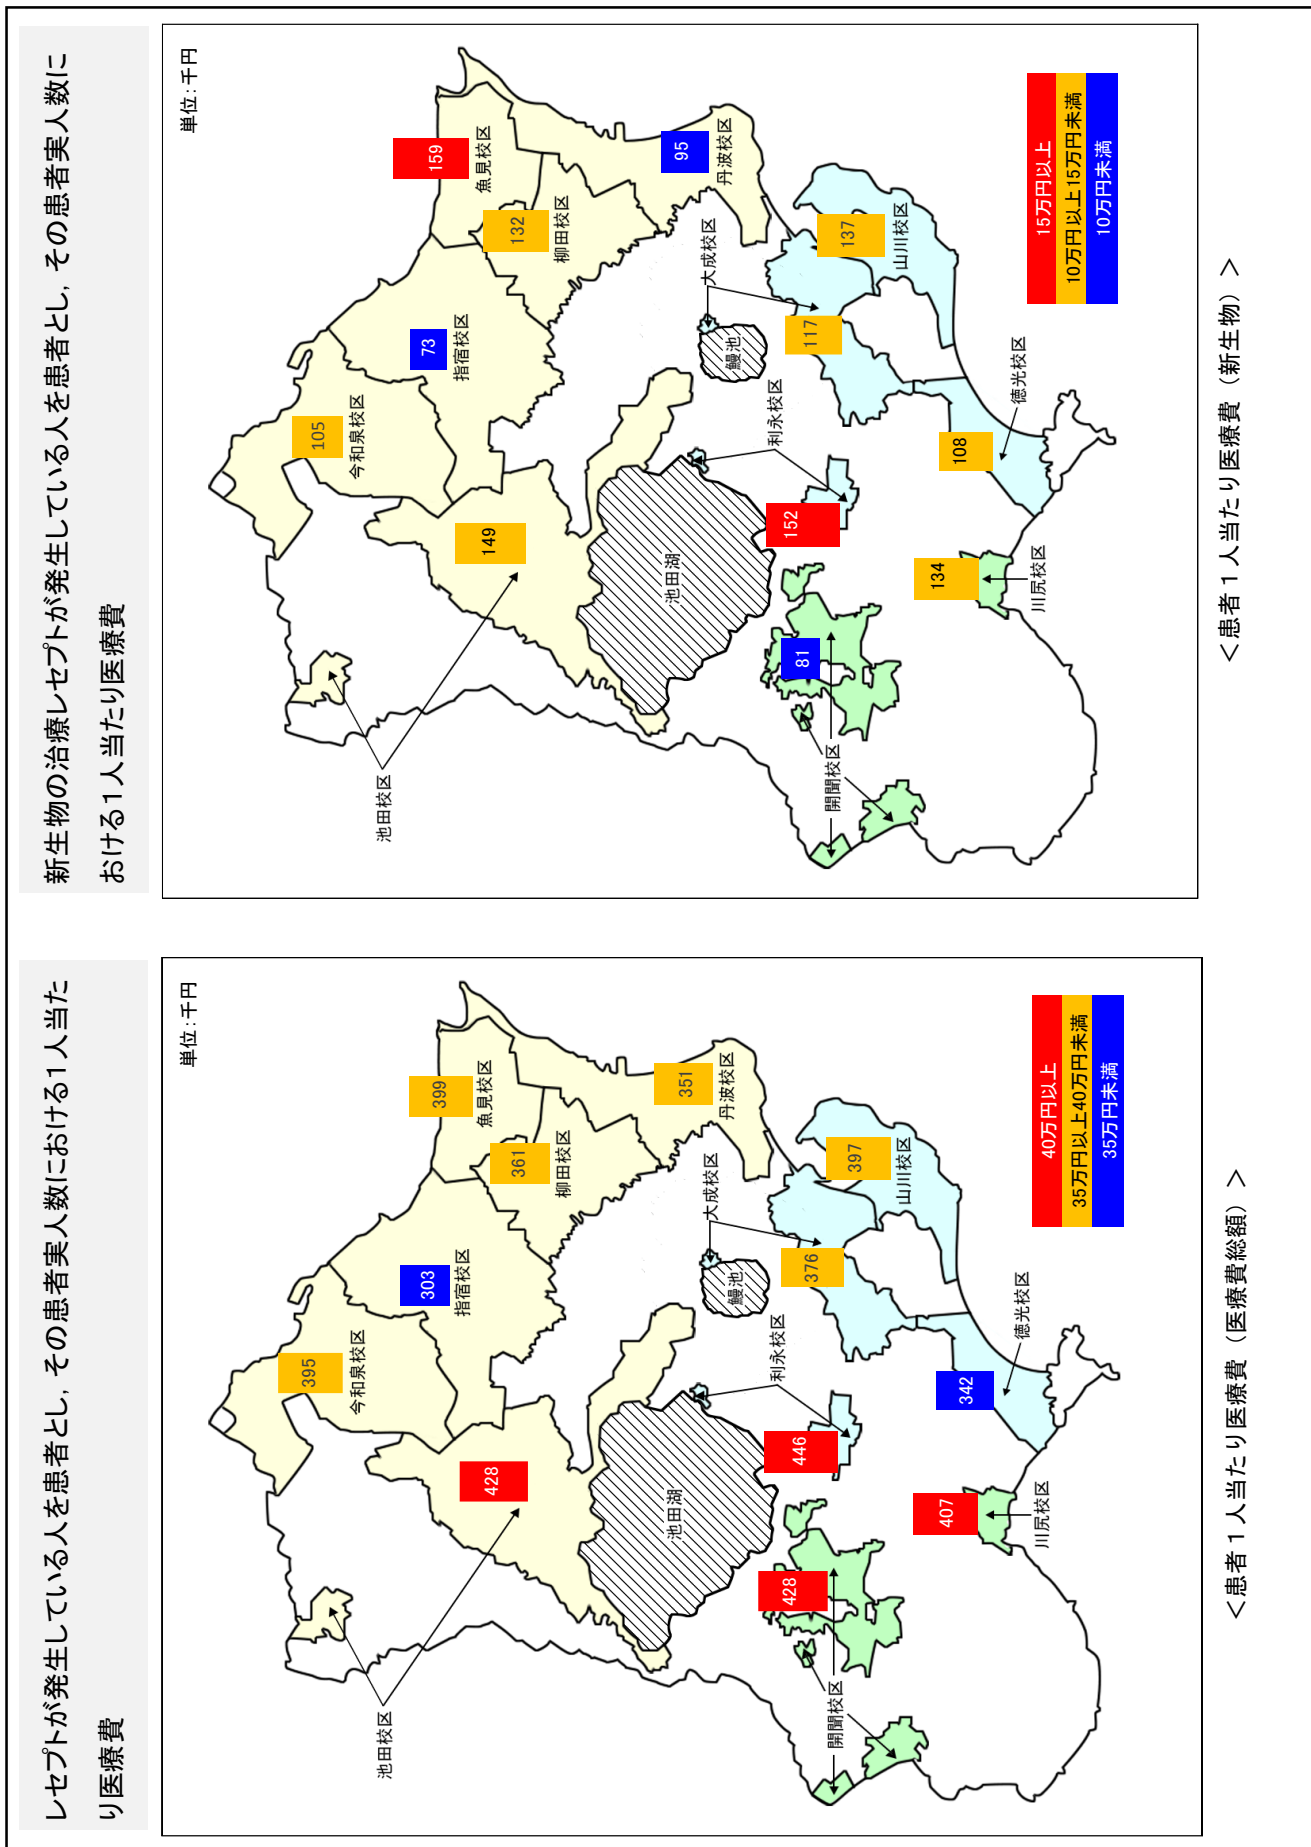 レセプトが発生している人を患者とし，その患者実人数における１人当た
り医療費
単位：千円
399
魚見校区
361
柳田校区
351
丹波校区
303
指宿校区
395
今和泉校区
428
池田校区
池田湖
鰻池
大成校区
376
397
山川校区
利永校区
446
342
徳光校区
407
川尻校区
428
開聞校区
40万円以上
35万円以上40万円未満
35万円未満
＜患者１人当たり医療費（医療費総額）＞
新生物の治療レセプトが発生している人を患者とし，その患者実人数に
おける１人当たり医療費
単位：千円
159
魚見校区
132
柳田校区
95
丹波校区
73
指宿校区
105
今和泉校区
149
池田校区
池田湖
鰻池
大成校区
117
137
山川校区
利永校区
152
108
徳光校区
134
川尻校区
81
開聞校区
15万円以上
10万円以上15万円未満
10万円未満
＜患者１人当たり医療費（新生物）＞